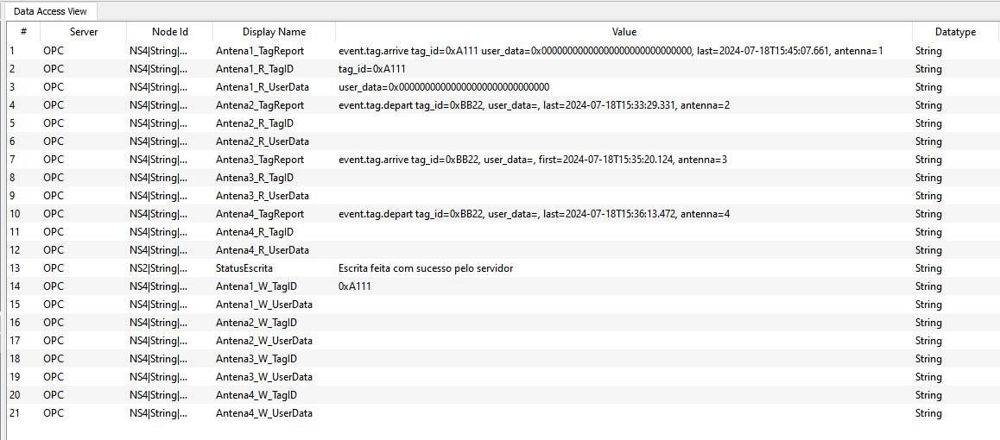 Data Access View
# Server Node Id Display Name Value Datatype
1 OPC NS4|String|... Antena1_TagReport event.tag.arrive tag_id=0xA111 user_data=0x00000000000000000000000000000, last=2024-07-18T15:45:07.661, antenna=1 String
2 OPC NS4|String|... Antena1_R_TagID tag_id=0xA111 String
3 OPC NS4|String|... Antena1_R_UserData user_data=0x00000000000000000000000000000 String
4 OPC NS4|String|... Antena2_TagReport event.tag.depart tag_id=0xBB22, user_data=, last=2024-07-18T15:33:29.331, antenna=2 String
5 OPC NS4|String|... Antena2_R_TagID String
6 OPC NS4|String|... Antena2_R_UserData String
7 OPC NS4|String|... Antena3_TagReport event.tag.arrive tag_id=0xBB22, user_data=, first=2024-07-18T15:35:20.124, antenna=3 String
8 OPC NS4|String|... Antena3_R_TagID String
9 OPC NS4|String|... Antena3_R_UserData String
10 OPC NS4|String|... Antena4_TagReport event.tag.depart tag_id=0xBB22, user_data=, last=2024-07-18T15:36:13.472, antenna=4 String
11 OPC NS4|String|... Antena4_R_TagID String
12 OPC NS4|String|... Antena4_R_UserData String
13 OPC NS2|String|... StatusEscrita Escrita feita com sucesso pelo servidor String
14 OPC NS4|String|... Antena1_W_TagID 0xA111 String
15 OPC NS4|String|... Antena1_W_UserData String
16 OPC NS4|String|... Antena2_W_TagID String
17 OPC NS4|String|... Antena2_W_UserData String
18 OPC NS4|String|... Antena3_W_TagID String
19 OPC NS4|String|... Antena3_W_UserData String
20 OPC NS4|String|... Antena4_W_TagID String
21 OPC NS4|String|... Antena4_W_UserData String